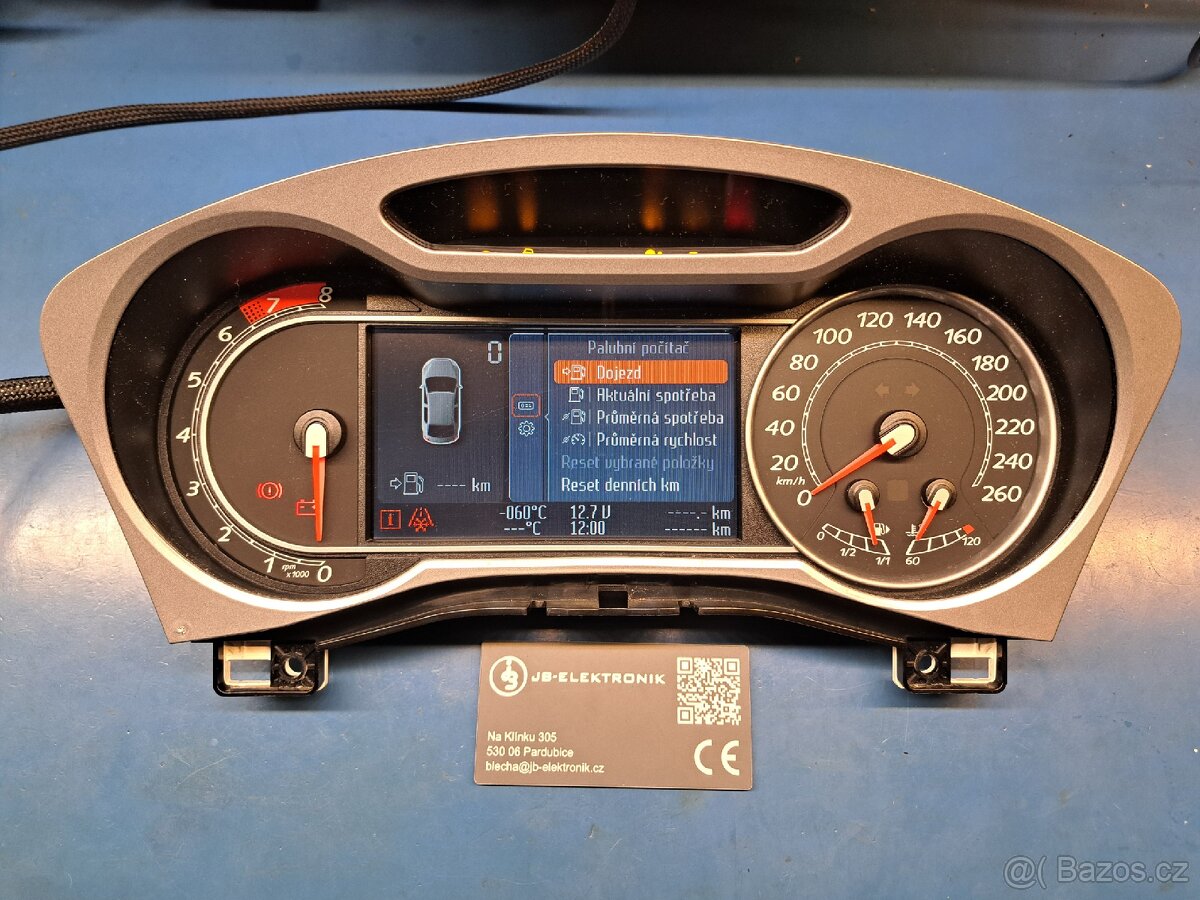 8
7
6
5
4
3
2
1
0
rpm
x1000
0
Palubní počítač
Dojezd
Aktuální spotřeba
Průměrná spotřeba
Průměrná rychlost
Reset vybrané položky
Reset denních km
---- km
-060°C 12.7 V ----.- km
---°C 12:00 ------ km
0
20
40
60
80
100
120
140
160
180
200
220
240
260
km/h
0
1/2
1/1
60
120
JB-ELEKTRONIK
Na Klínku 305
530 06 Pardubice
blecha@jb-elektronik.cz
CE
@( Bazos.cz